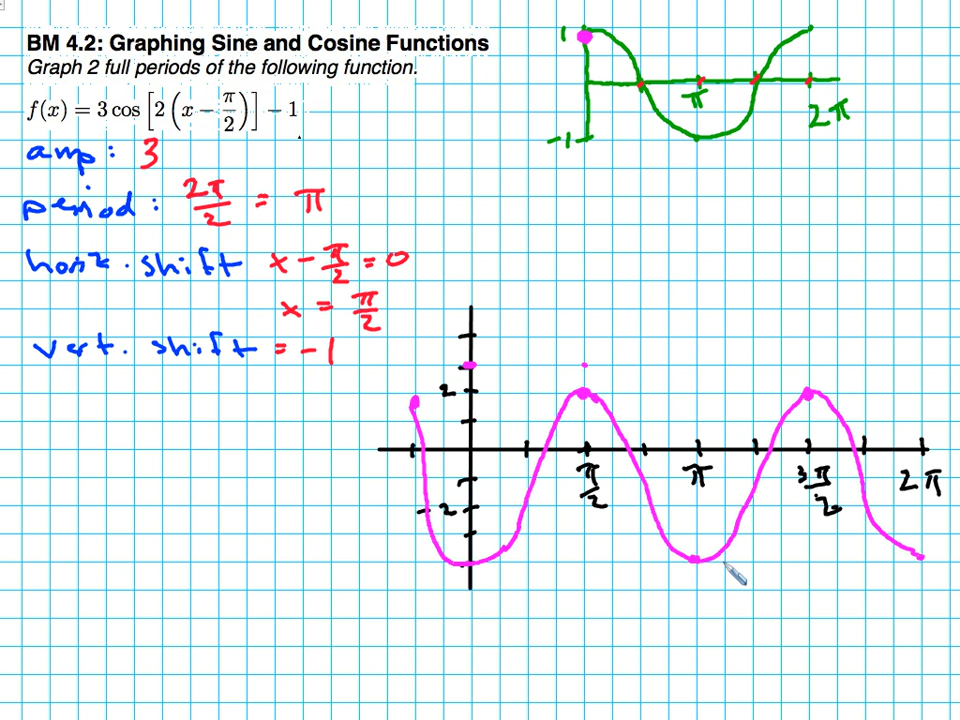 BM 4.2: Graphing Sine and Cosine Functions
Graph 2 full periods of the following function.
f(x) = 3 cos [2 (x − π/2)] − 1
amp: 3
period: 2π/2 = π
horiz. shift x − π/2 = 0
x = π/2
vert. shift = −1
1
π
2π
−1
2
π/2
π
3π/2
2π
−2